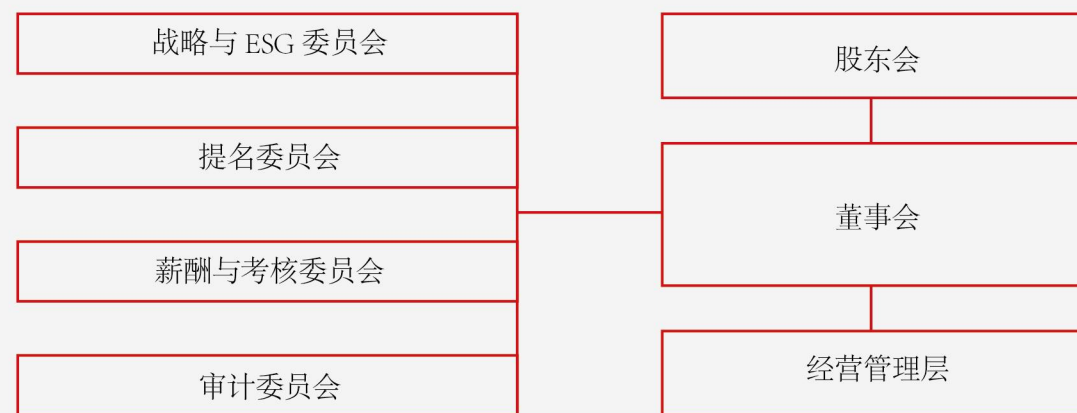 战略与 ESG 委员会
股东会
提名委员会
董事会
薪酬与考核委员会
经营管理层
审计委员会